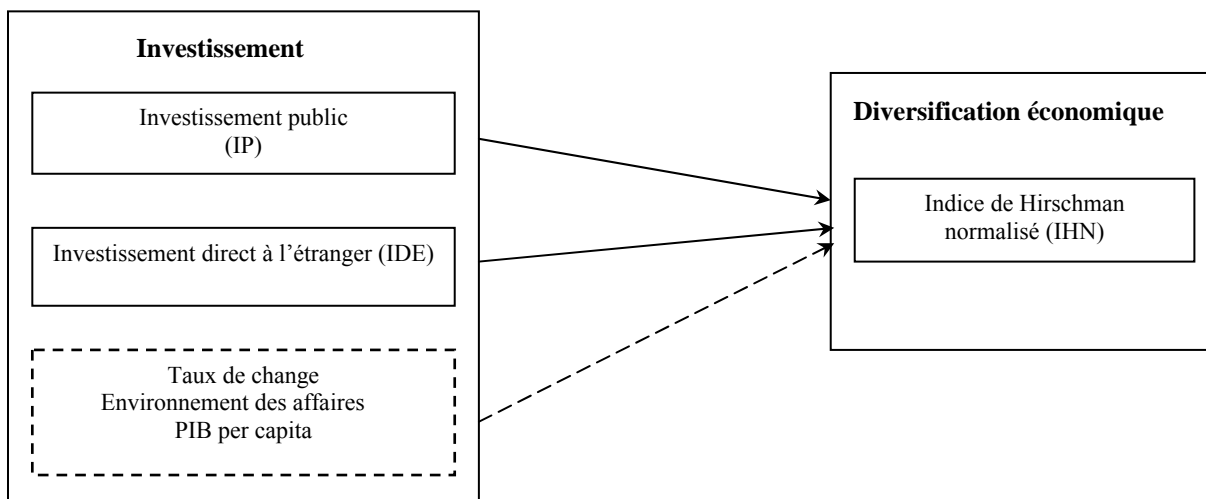 Investissement
Investissement public
(IP)
Investissement direct à l’étranger (IDE)
Taux de change
Environnement des affaires
PIB per capita
Diversification économique
Indice de Hirschman
normalisé (IHN)